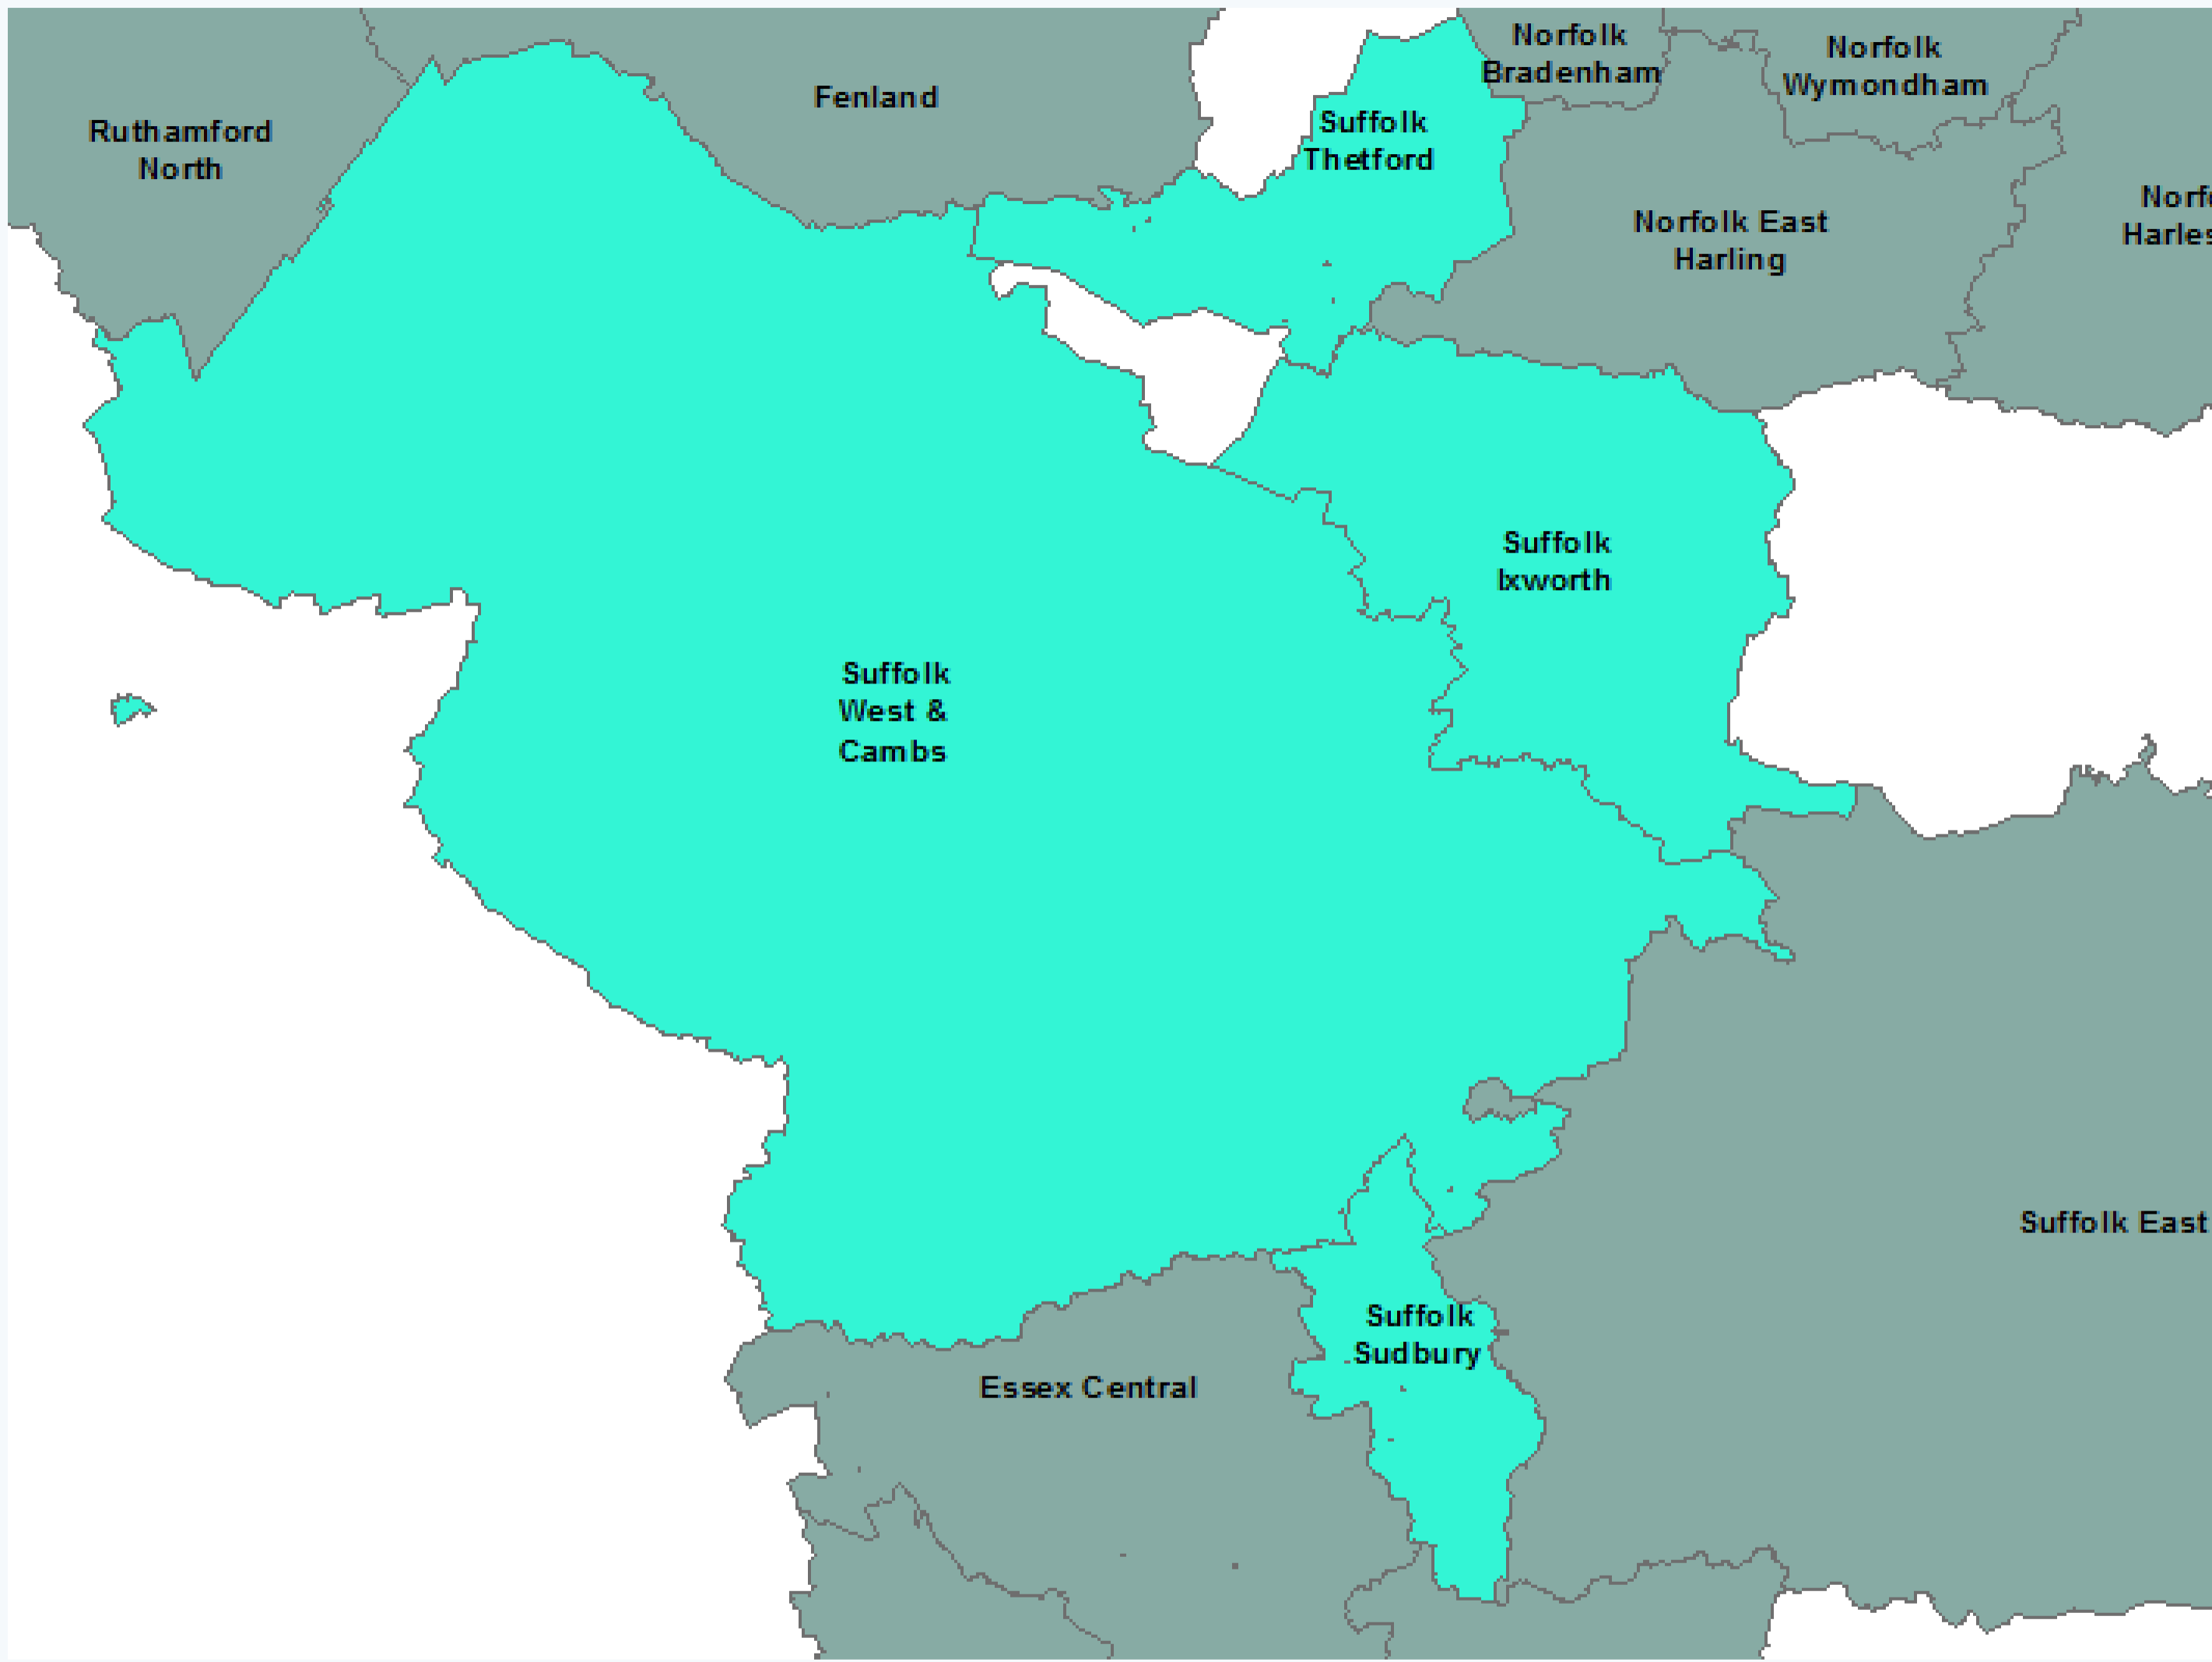 Norfolk
Bradenham
Norfolk
Wymondham
Fenland
Ruthamford
North
Suffolk
Thetford
Norfolk East
Harling
Suffolk
Ixworth
Suffolk
West &
Cambs
Suffolk East
Suffolk
Sudbury
Essex Central